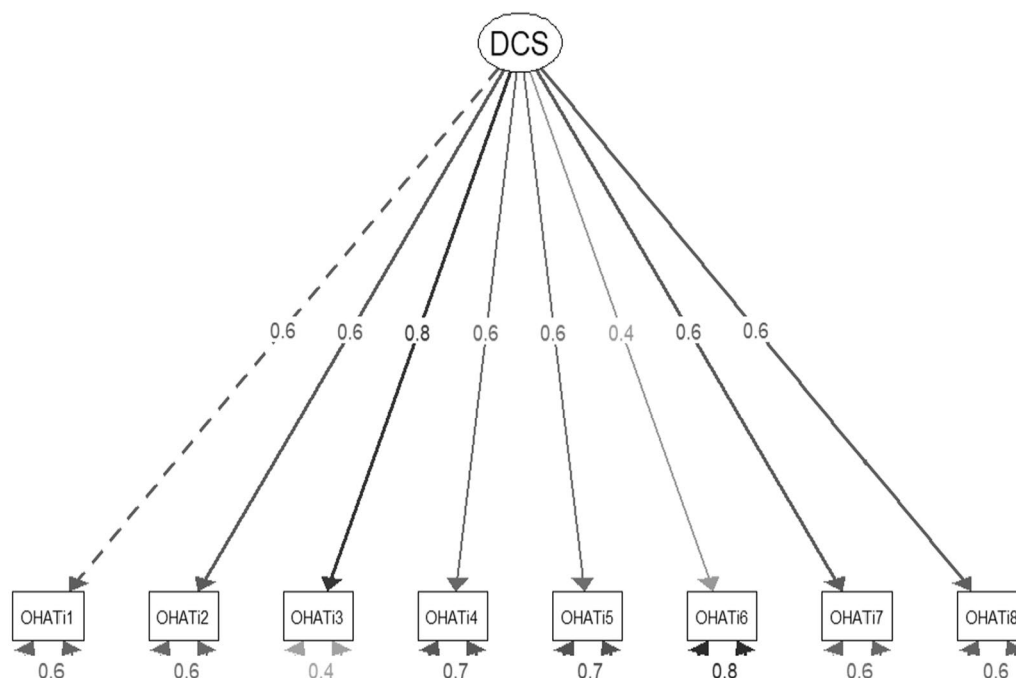 DCS
0.6 0.6 0.8 0.6 0.6 0.4 0.6 0.6
OHATi1 OHATi2 OHATi3 OHATi4 OHATi5 OHATi6 OHATi7 OHATi8
0.6 0.6 0.4 0.7 0.7 0.8 0.6 0.6